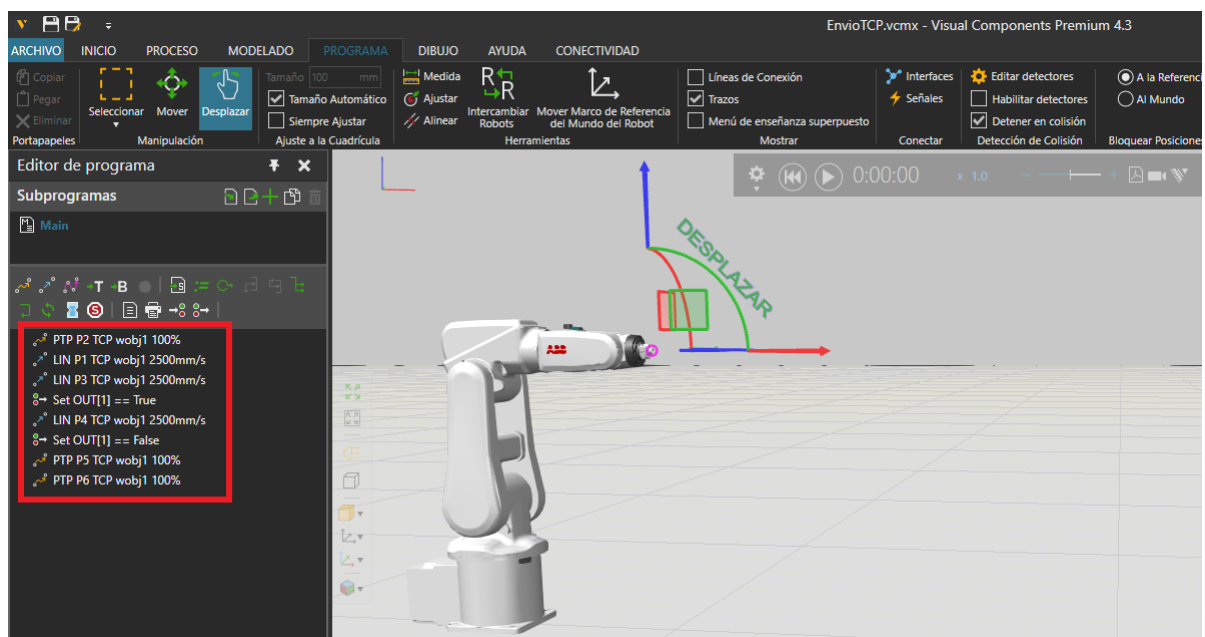 EnvioTCP.vcmx - Visual Components Premium 4.3
ARCHIVO INICIO PROCESO MODELADO PROGRAMA DIBUJO AYUDA CONECTIVIDAD
Copiar
Pegar
Eliminar
Portapapeles
Seleccionar Mover Desplazar
Manipulación
Tamaño 100 mm
Tamaño Automático
Siempre Ajustar
Ajuste a la Cuadrícula
Medida
Ajustar
Alinear
Intercambiar
Robots
Mover Marco de Referencia
del Mundo del Robot
Herramientas
Líneas de Conexión
Trazos
Menú de enseñanza superpuesto
Mostrar
Interfaces
Señales
Conectar
Editar detectores
Habilitar detectores
Detener en colisión
Detección de Colisión
A la Referenci
Al Mundo
Bloquear Posicione
Editor de programa
Subprogramas
Main
PTP P2 TCP wobj1 100%
LIN P1 TCP wobj1 2500mm/s
LIN P3 TCP wobj1 2500mm/s
Set OUT[1] == True
LIN P4 TCP wobj1 2500mm/s
Set OUT[1] == False
PTP P5 TCP wobj1 100%
PTP P6 TCP wobj1 100%
0:00:00 x 1.0
DESPLAZAR
ABB